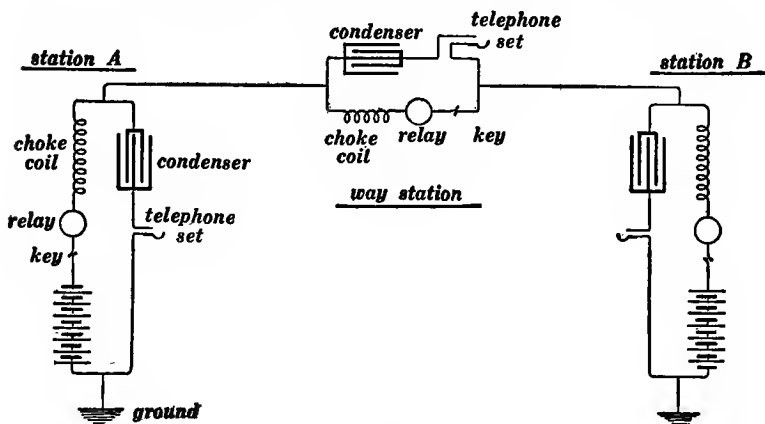 condenser
telephone
set
station A
station B
choke
coil
relay
key
way station
choke
coil
condenser
relay
telephone
set
key
ground